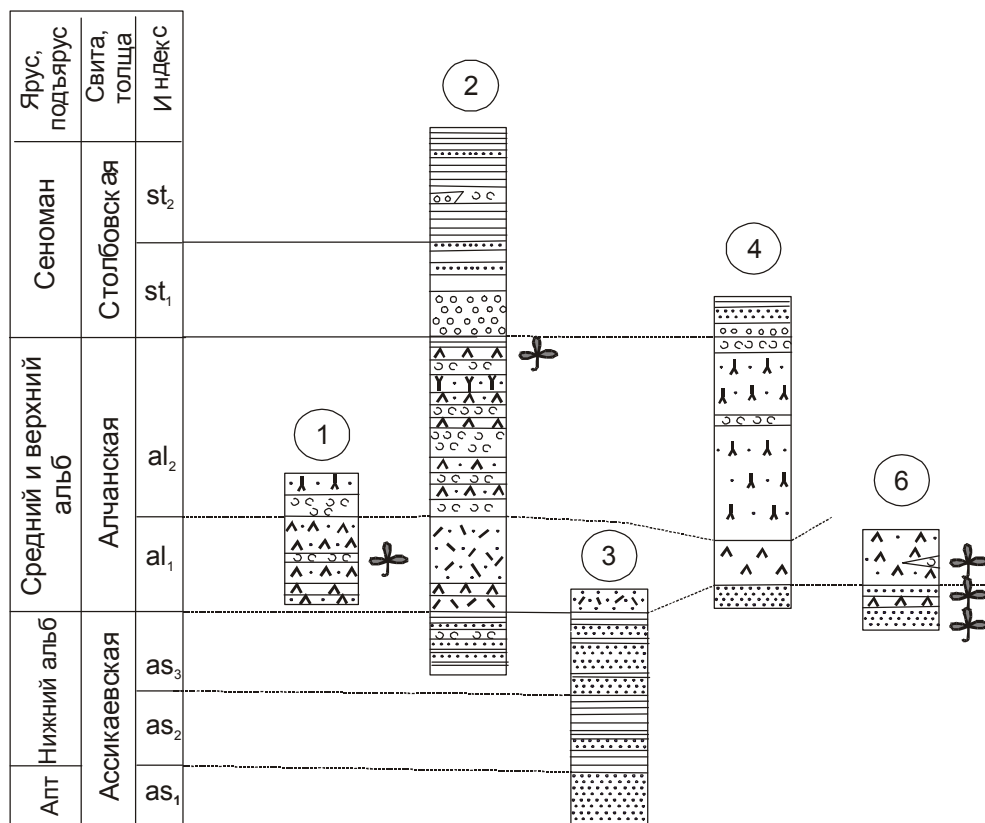 Ярус,
подъярус
Свита,
толща
Индекс
Сеноман
Столбовская
st₂
st₁
Средний и верхний
альб
Алчанская
al₂
al₁
Нижний альб
Апт
Ассикаевская
as₃
as₂
as₁
1
2
3
4
6